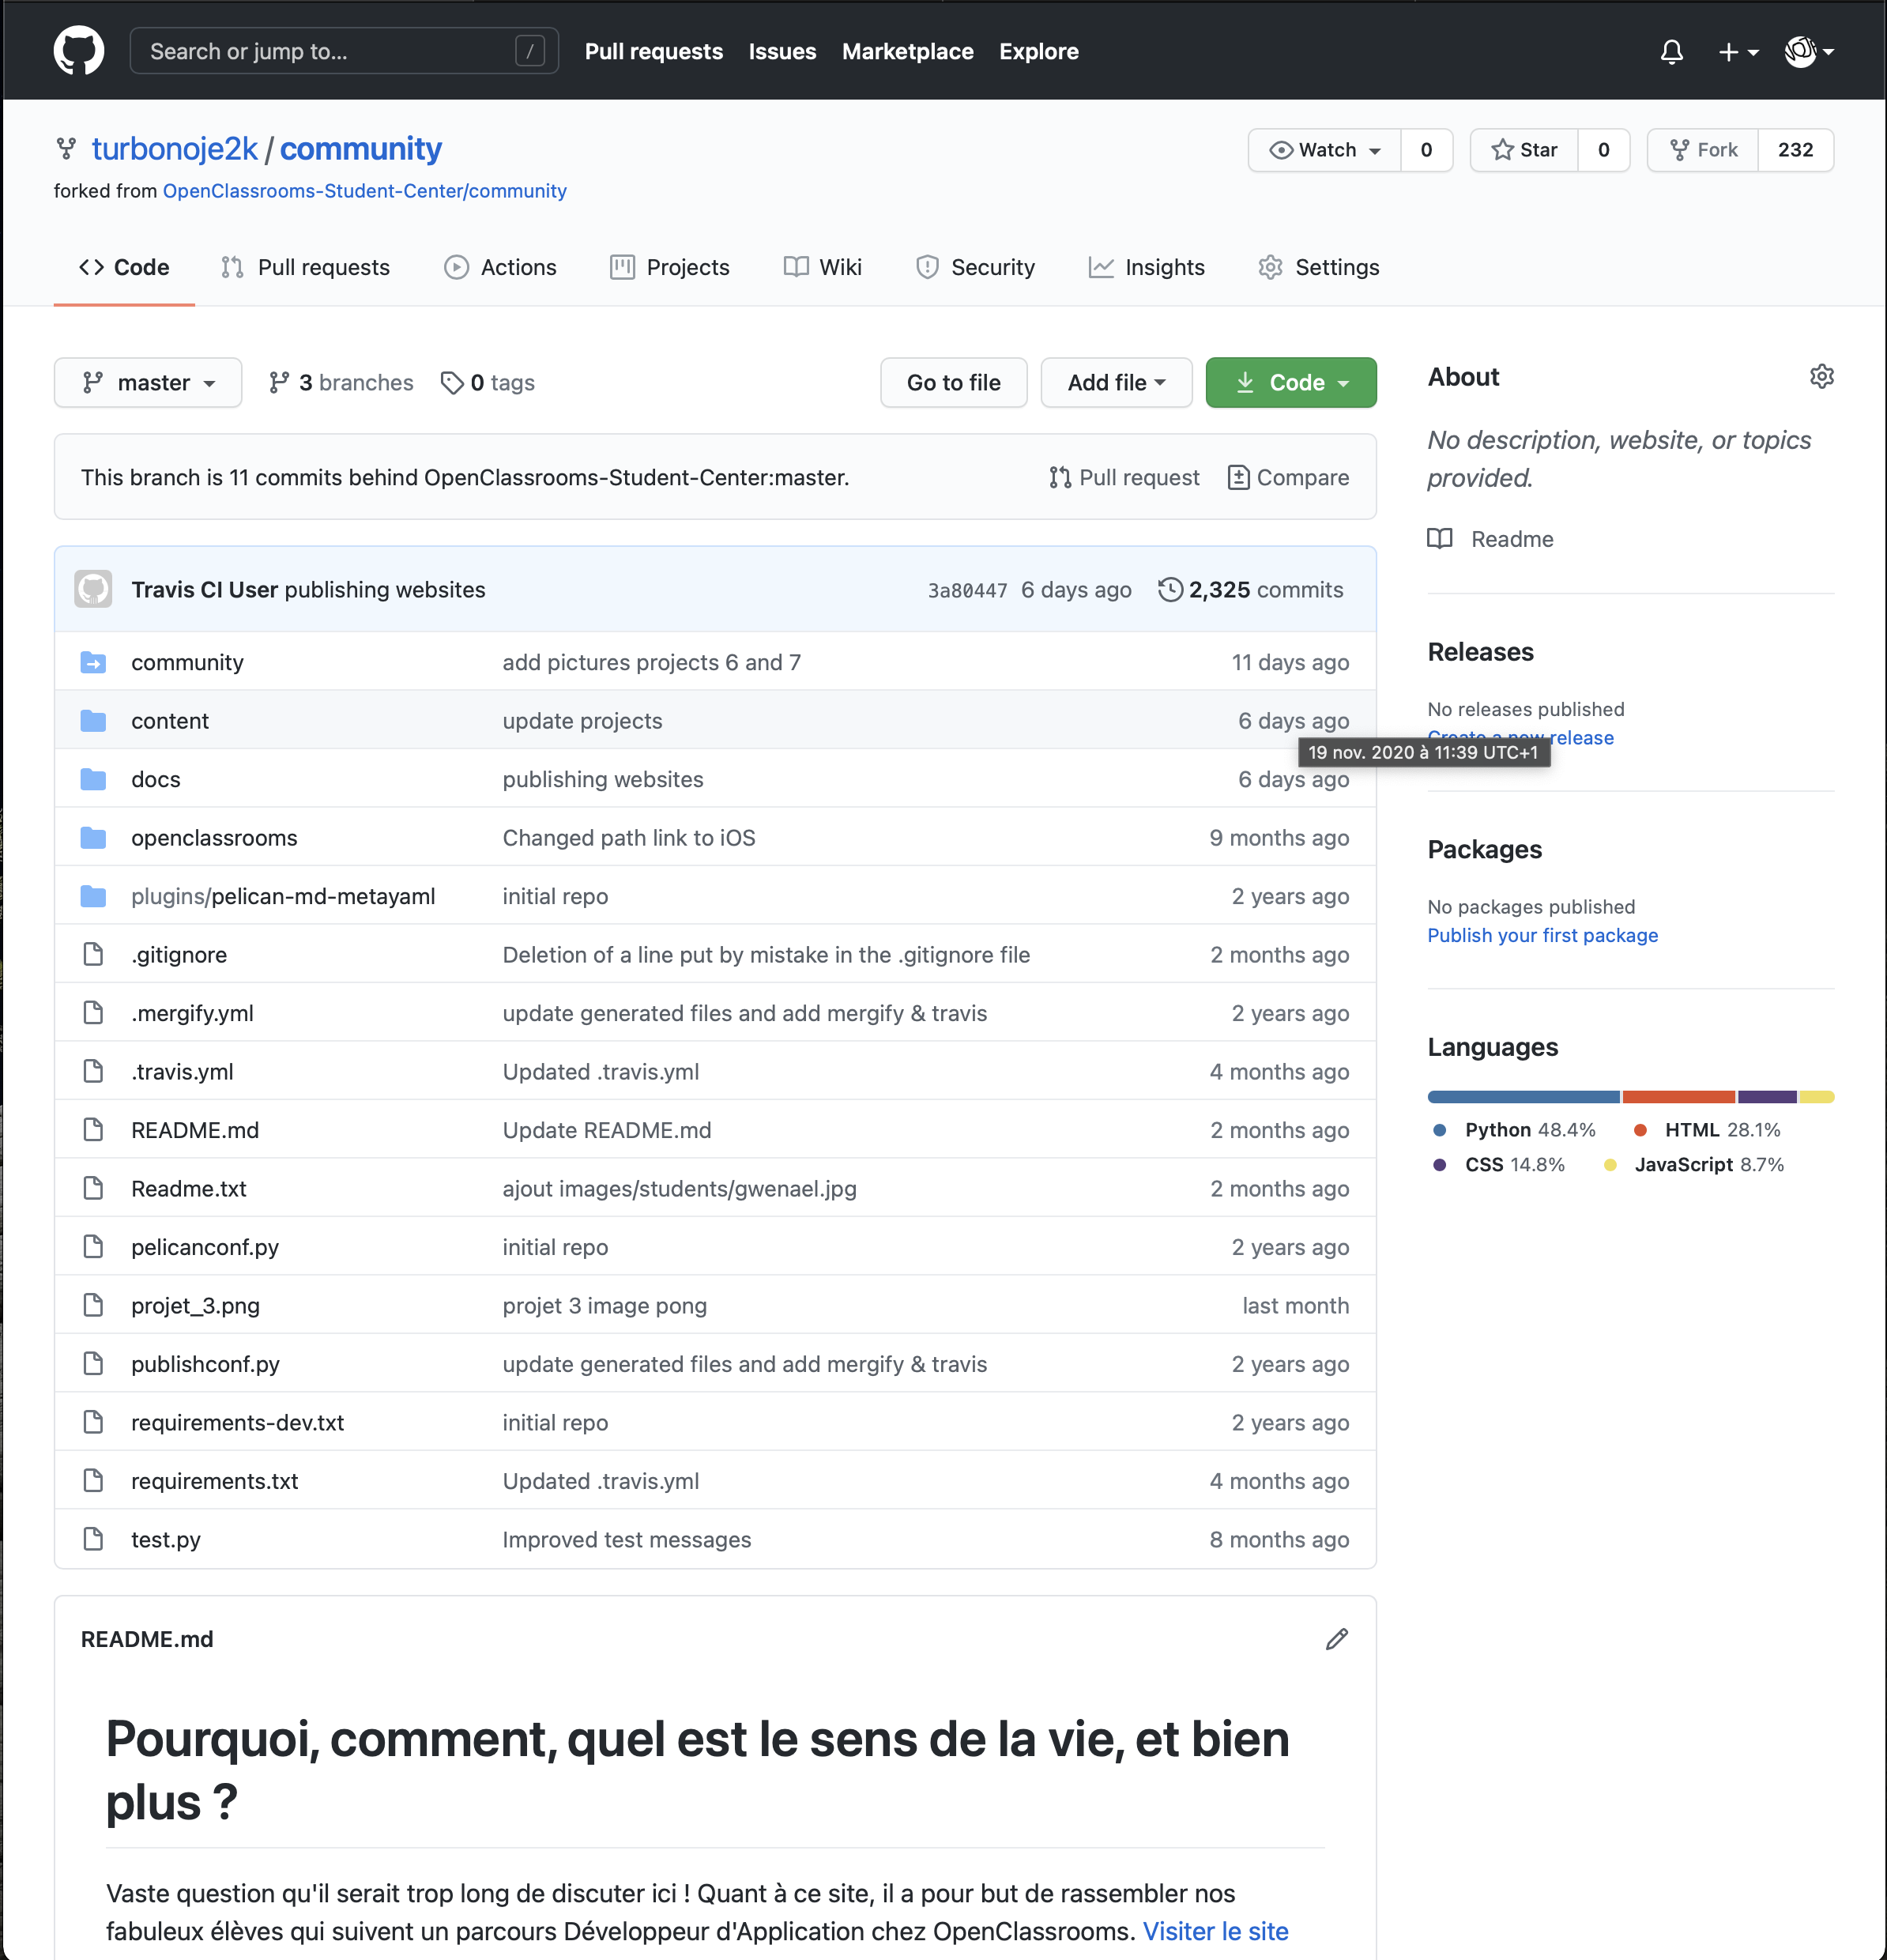 Search or jump to... /
Pull requests Issues Marketplace Explore
turbonoje2k / community
Watch 0 Star 0 Fork 232
forked from OpenClassrooms-Student-Center/community
Code Pull requests Actions Projects Wiki Security Insights Settings
master 3 branches 0 tags Go to file Add file Code
This branch is 11 commits behind OpenClassrooms-Student-Center:master. Pull request Compare
Travis CI User publishing websites 3a80447 6 days ago 2,325 commits
community add pictures projects 6 and 7 11 days ago
content update projects 6 days ago
docs publishing websites 6 days ago
openclassrooms Changed path link to iOS 9 months ago
plugins/pelican-md-metayaml initial repo 2 years ago
.gitignore Deletion of a line put by mistake in the .gitignore file 2 months ago
.mergify.yml update generated files and add mergify & travis 2 years ago
.travis.yml Updated .travis.yml 4 months ago
README.md Update README.md 2 months ago
Readme.txt ajout images/students/gwenael.jpg 2 months ago
pelicanconf.py initial repo 2 years ago
projet_3.png projet 3 image pong last month
publishconf.py update generated files and add mergify & travis 2 years ago
requirements-dev.txt initial repo 2 years ago
requirements.txt Updated .travis.yml 4 months ago
test.py Improved test messages 8 months ago
README.md
Pourquoi, comment, quel est le sens de la vie, et bien
plus ?
Vaste question qu'il serait trop long de discuter ici ! Quant à ce site, il a pour but de rassembler nos
fabuleux élèves qui suivent un parcours Développeur d'Application chez OpenClassrooms. Visiter le site
About
No description, website, or topics
provided.
Readme
Releases
No releases published
Create a new release
19 nov. 2020 à 11:39 UTC+1
Packages
No packages published
Publish your first package
Languages
Python 48.4% HTML 28.1%
CSS 14.8% JavaScript 8.7%